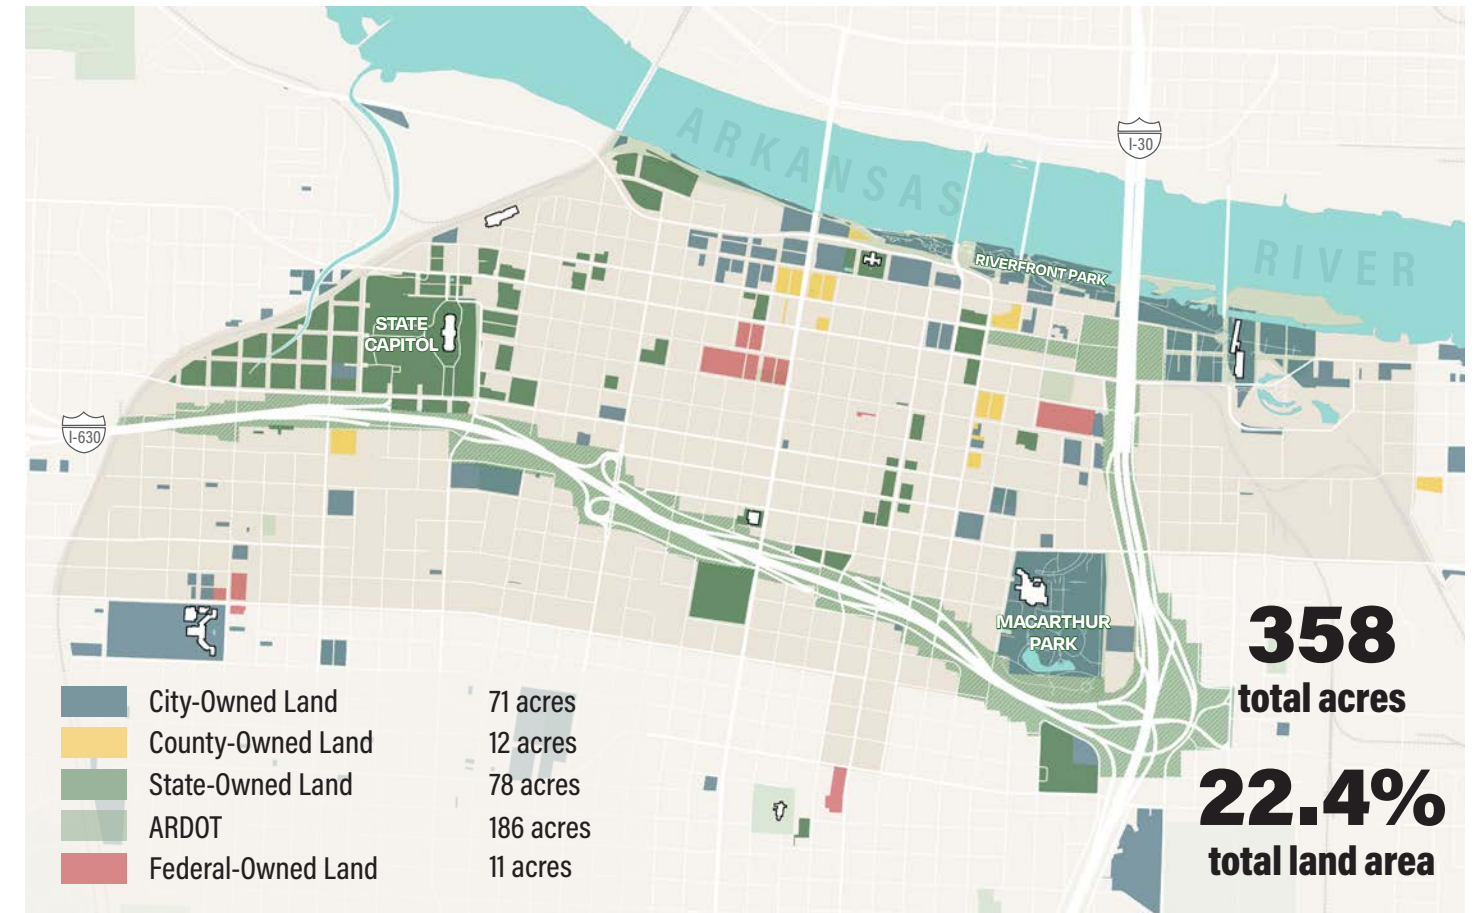 ARKANSAS
I-30
RIVER
RIVERFRONT PARK
STATE
CAPITOL
I-630
MACARTHUR
PARK
358
total acres
22.4%
total land area
City-Owned Land 71 acres
County-Owned Land 12 acres
State-Owned Land 78 acres
ARDOT 186 acres
Federal-Owned Land 11 acres